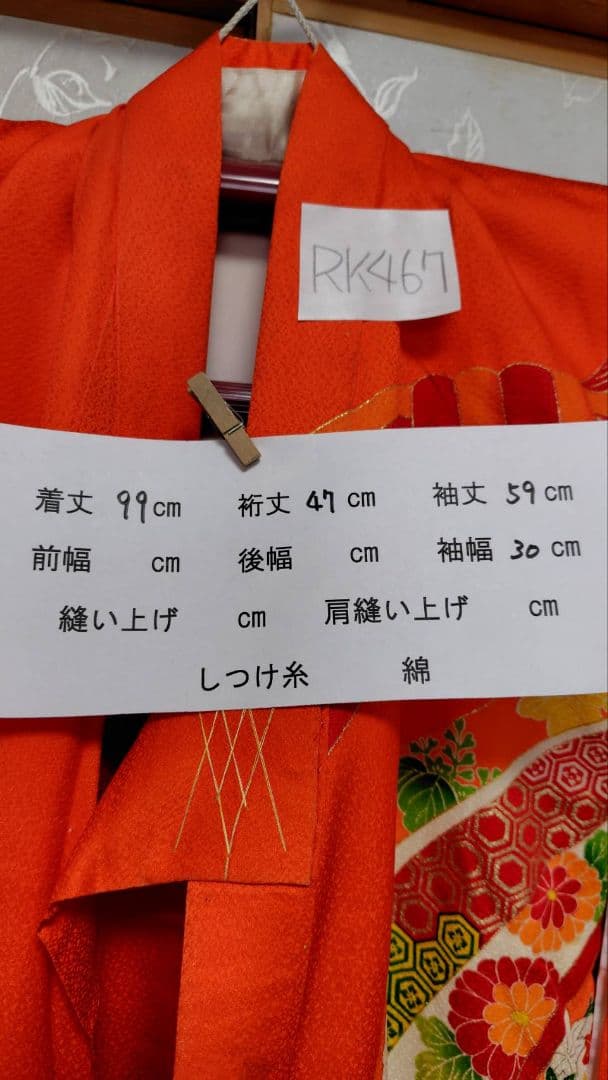 RK467
着丈 99cm 裄丈 47cm 袖丈 59cm
前幅 cm 後幅 cm 袖幅 30cm
縫い上げ cm 肩縫い上げ cm
しつけ糸 綿